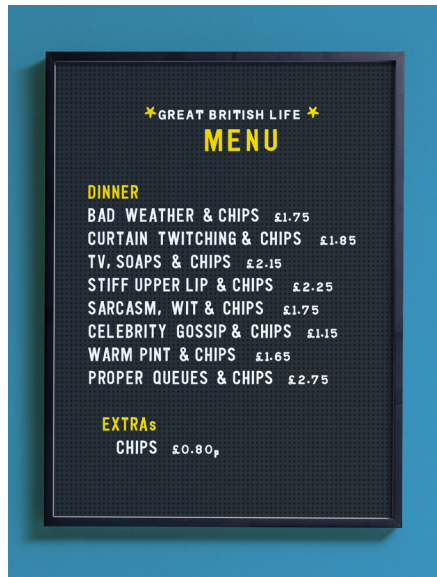 GREAT BRITISH LIFE
MENU
DINNER
BAD WEATHER & CHIPS £1.75
CURTAIN TWITCHING & CHIPS £1.85
TV, SOAPS & CHIPS £2.15
STIFF UPPER LIP & CHIPS £2.25
SARCASM, WIT & CHIPS £1.75
CELEBRITY GOSSIP & CHIPS £1.15
WARM PINT & CHIPS £1.65
PROPER QUEUES & CHIPS £2.75
EXTRAs
CHIPS £0.80p